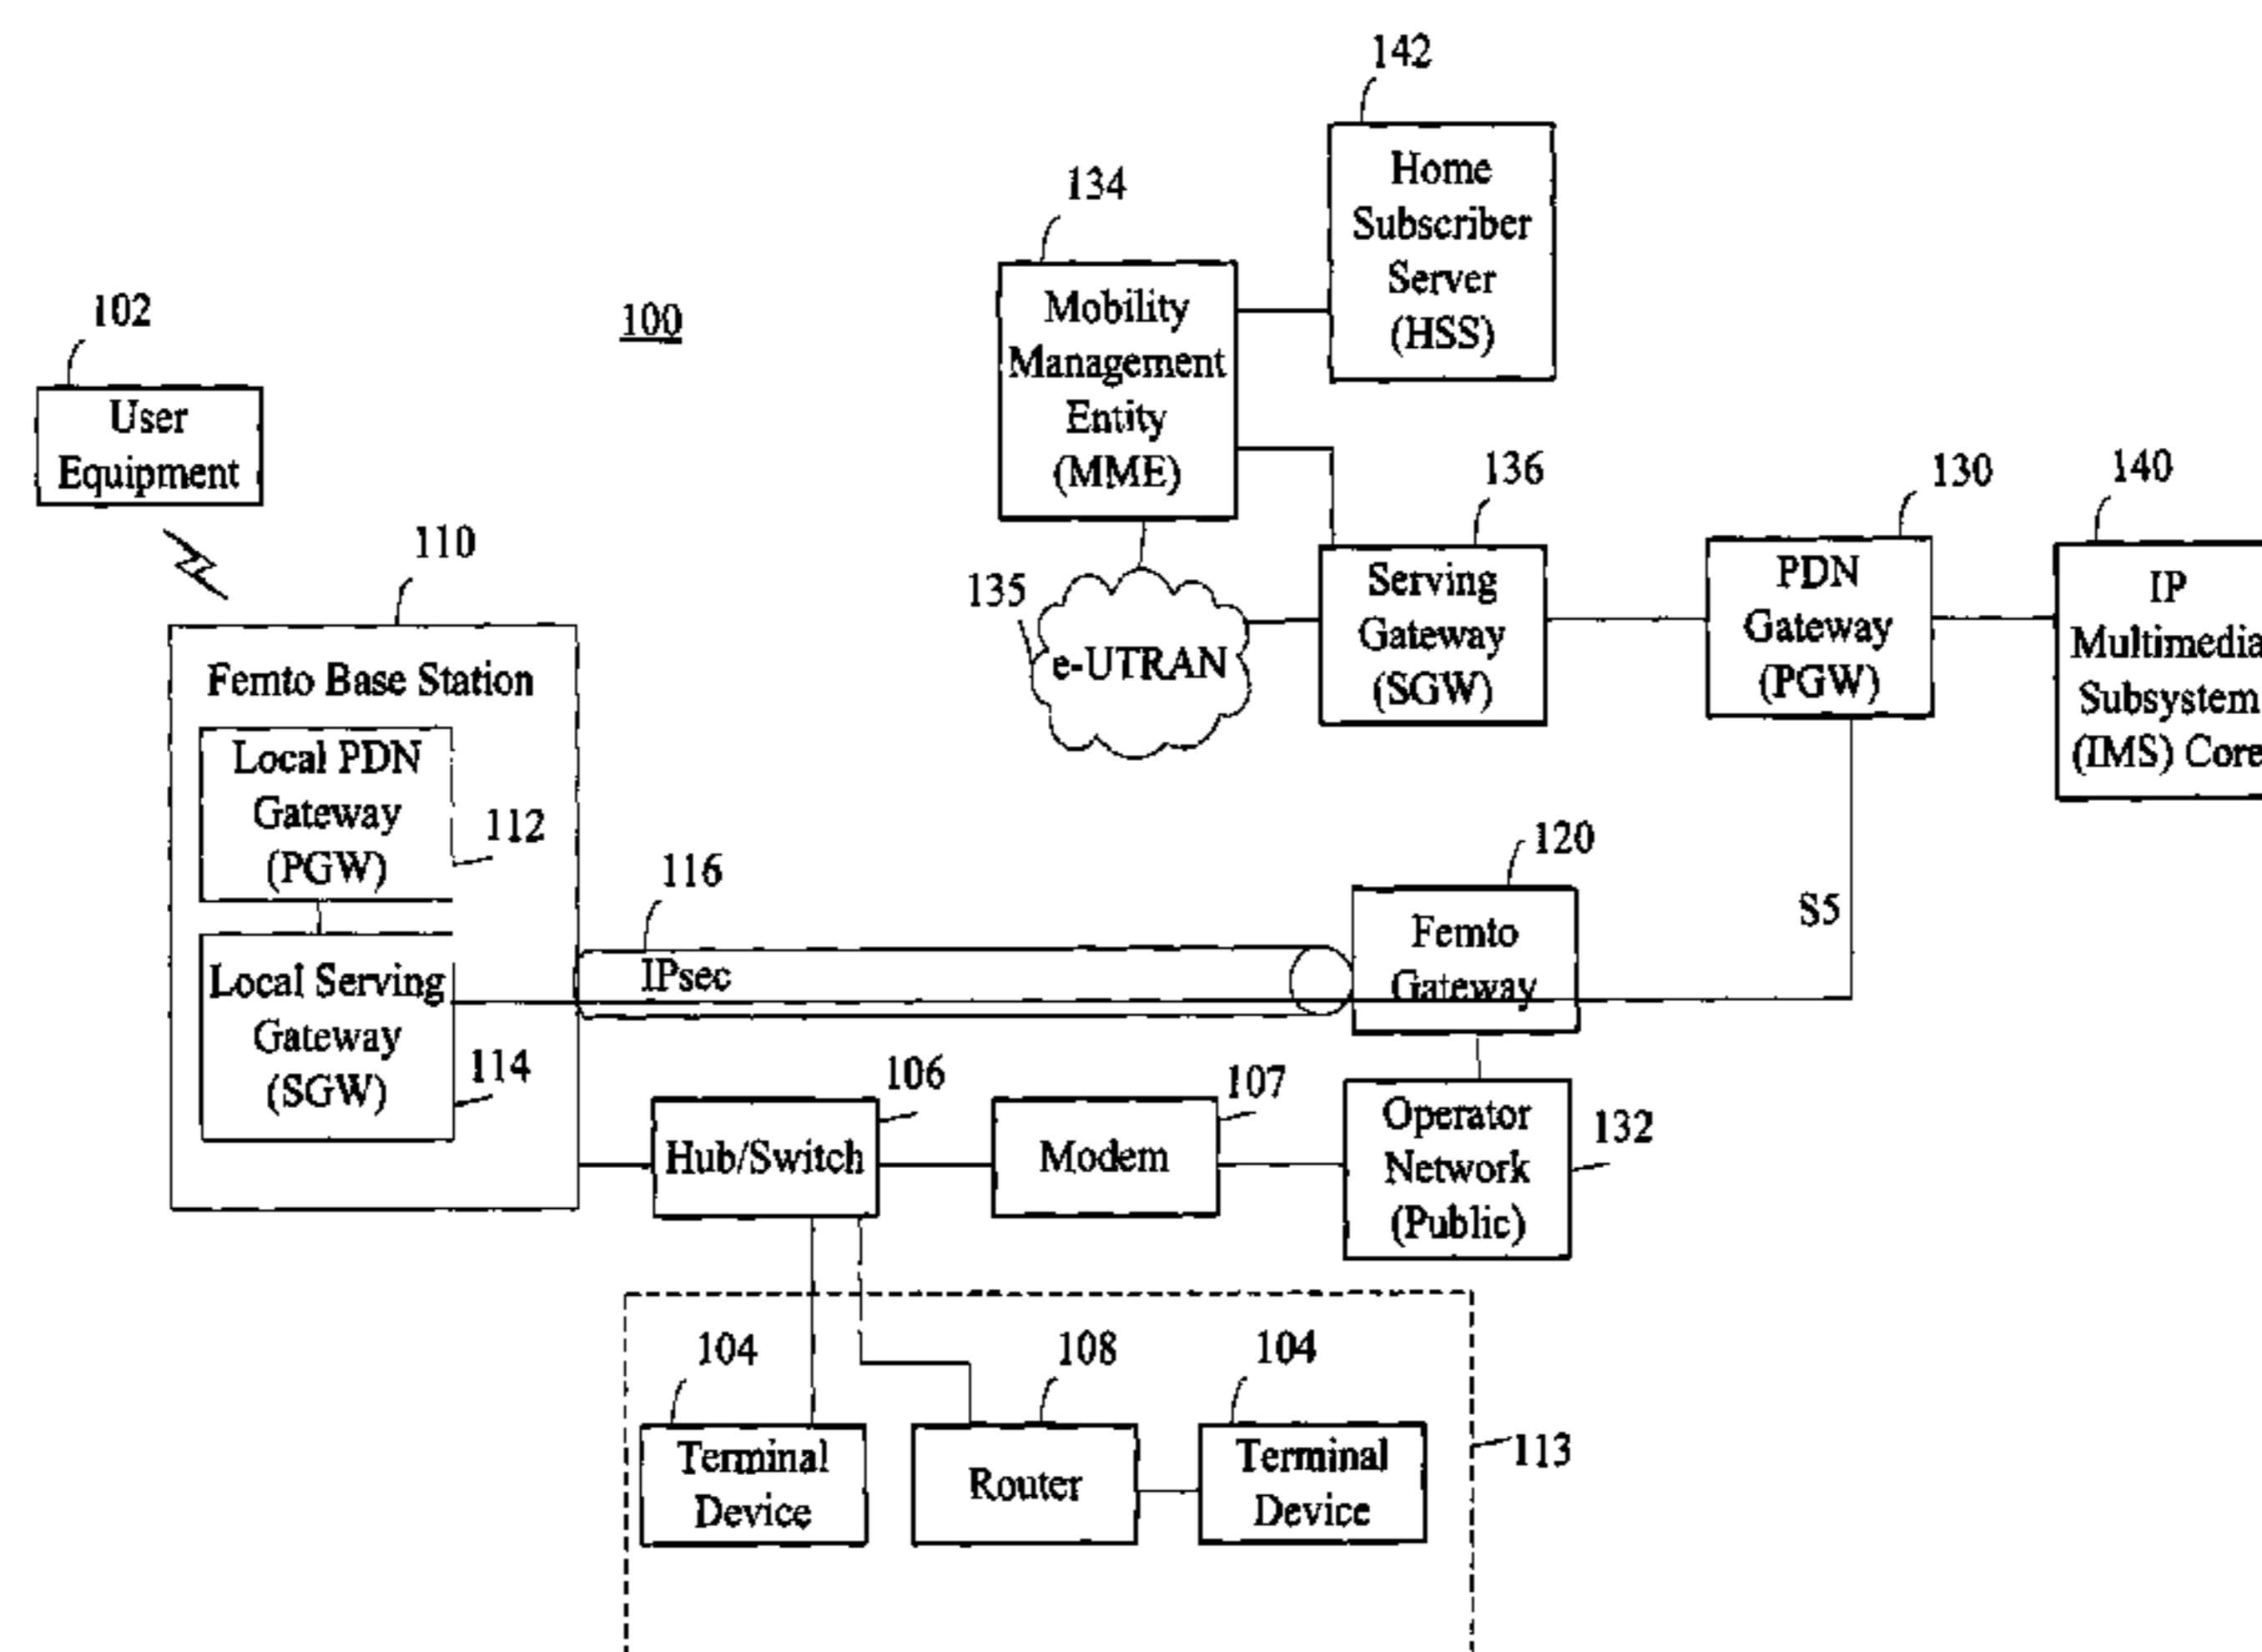 142
Home
Subscriber
Server
(HSS)
134
Mobility
Management
Entity
(MME)
102
User
Equipment
100
136
Serving
Gateway
(SGW)
130
PDN
Gateway
(PGW)
140
IP
Multimedia
Subsystem
(IMS) Core
135
e-UTRAN
110
Femto Base Station
Local PDN
Gateway
(PGW)
112
Local Serving
Gateway
(SGW)
114
116
IPsec
120
Femto
Gateway
S5
106
Hub/Switch
107
Modem
Operator
Network
(Public)
132
104
Terminal
Device
108
Router
104
Terminal
Device
113